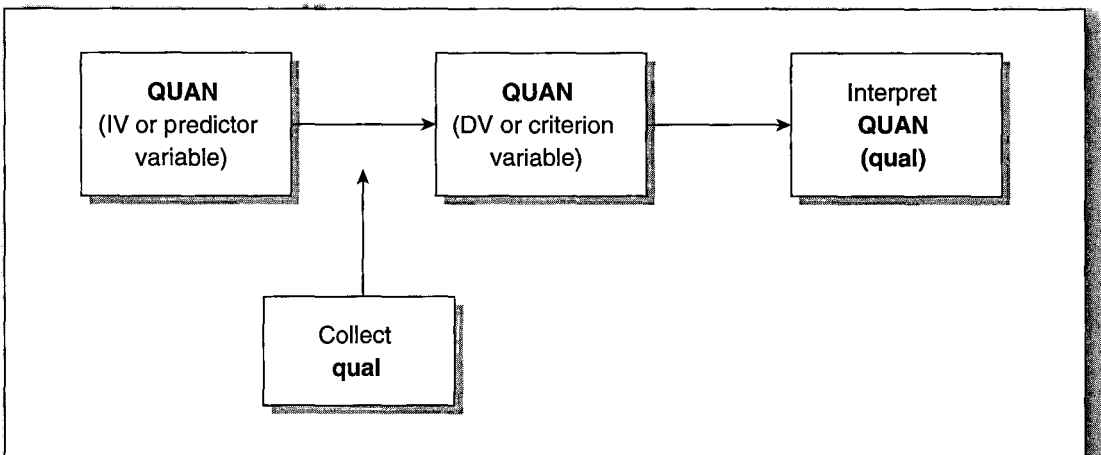 QUAN
(IV or predictor
variable)
QUAN
(DV or criterion
variable)
Interpret
QUAN
(qual)
Collect
qual